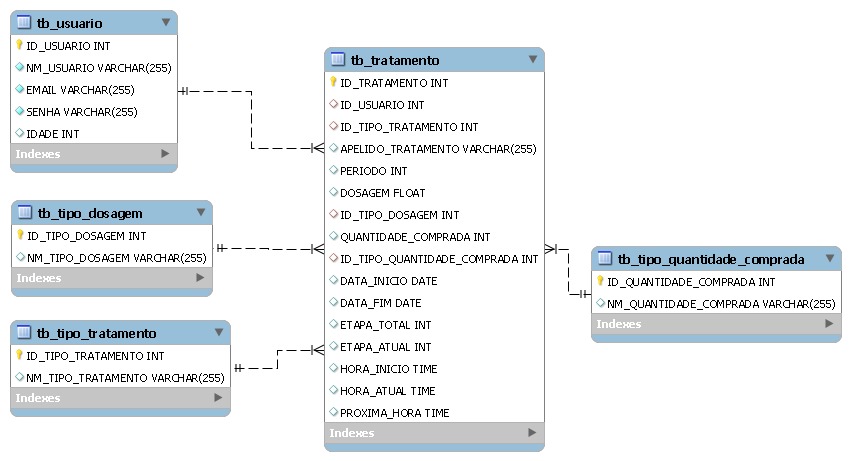 tb_usuario
ID_USUARIO INT
NM_USUARIO VARCHAR(255)
EMAIL VARCHAR(255)
SENHA VARCHAR(255)
IDADE INT
Indexes
tb_tipo_dosagem
ID_TIPO_DOSAGEM INT
NM_TIPO_DOSAGEM VARCHAR(255)
Indexes
tb_tipo_tratamento
ID_TIPO_TRATAMENTO INT
NM_TIPO_TRATAMENTO VARCHAR(255)
Indexes
tb_tratamento
ID_TRATAMENTO INT
ID_USUARIO INT
ID_TIPO_TRATAMENTO INT
APELIDO_TRATAMENTO VARCHAR(255)
PERIODO INT
DOSAGEM FLOAT
ID_TIPO_DOSAGEM INT
QUANTIDADE_COMPRADA INT
ID_TIPO_QUANTIDADE_COMPRADA INT
DATA_INICIO DATE
DATA_FIM DATE
ETAPA_TOTAL INT
ETAPA_ATUAL INT
HORA_INICIO TIME
HORA_ATUAL TIME
PROXIMA_HORA TIME
Indexes
tb_tipo_quantidade_comprada
ID_QUANTIDADE_COMPRADA INT
NM_QUANTIDADE_COMPRADA VARCHAR(255)
Indexes